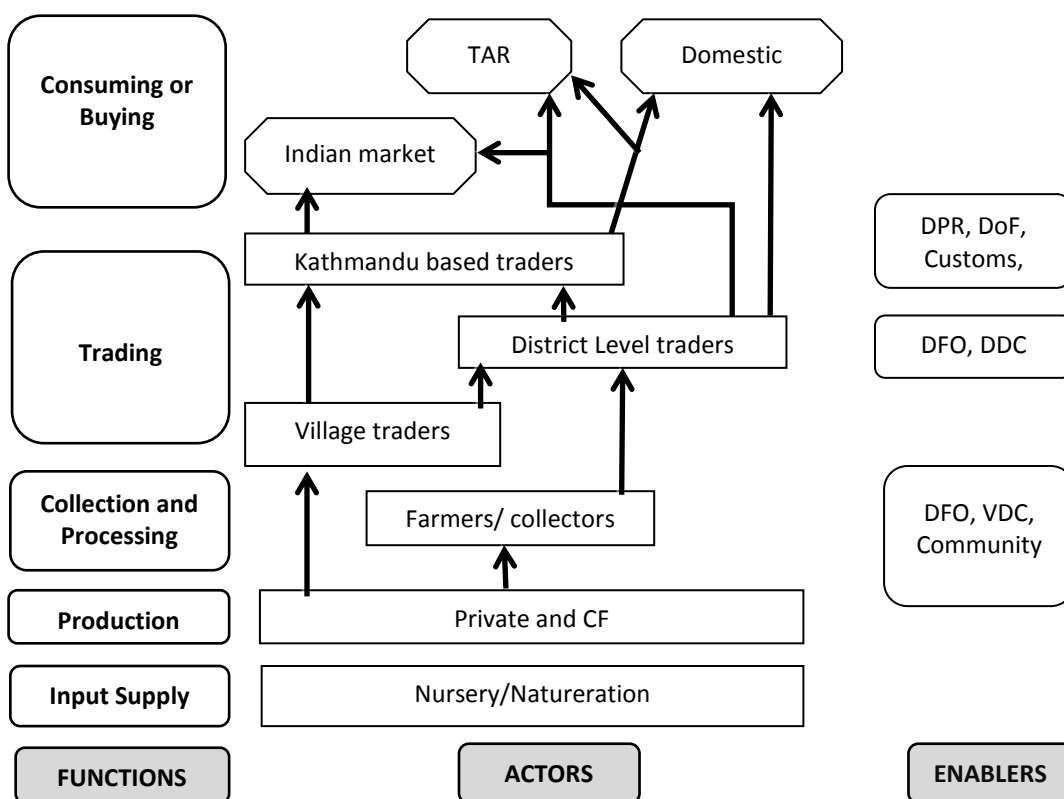 Consuming or
Buying
TAR
Domestic
Indian market
DPR, DoF,
Customs,
Kathmandu based traders
Trading
District Level traders
DFO, DDC
Village traders
Collection and
Processing
Farmers/ collectors
DFO, VDC,
Community
Production
Private and CF
Input Supply
Nursery/Natureration
FUNCTIONS
ACTORS
ENABLERS